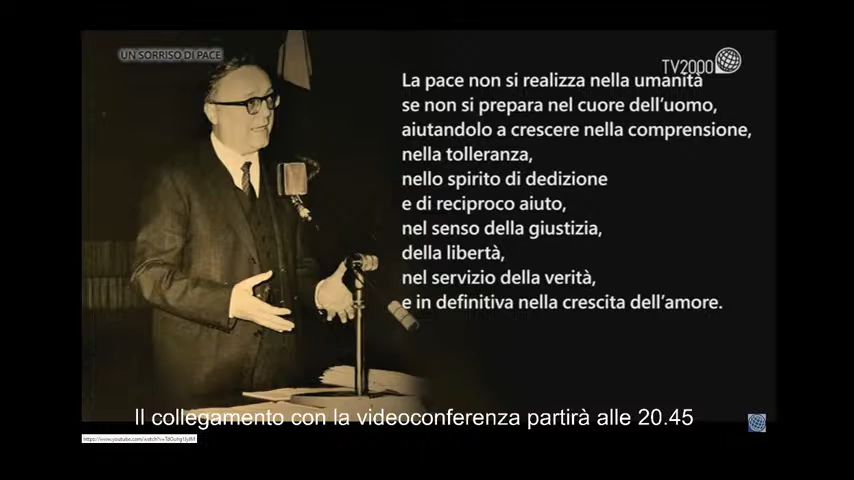 UN SORRISO DI PACE
TV2000
La pace non si realizza nella umanità
se non si prepara nel cuore dell'uomo,
aiutandolo a crescere nella comprensione,
nella tolleranza,
nello spirito di dedizione
e di reciproco aiuto,
nel senso della giustizia,
della libertà,
nel servizio della verità,
e in definitiva nella crescita dell'amore.
Il collegamento con la videoconferenza partirà alle 20.45